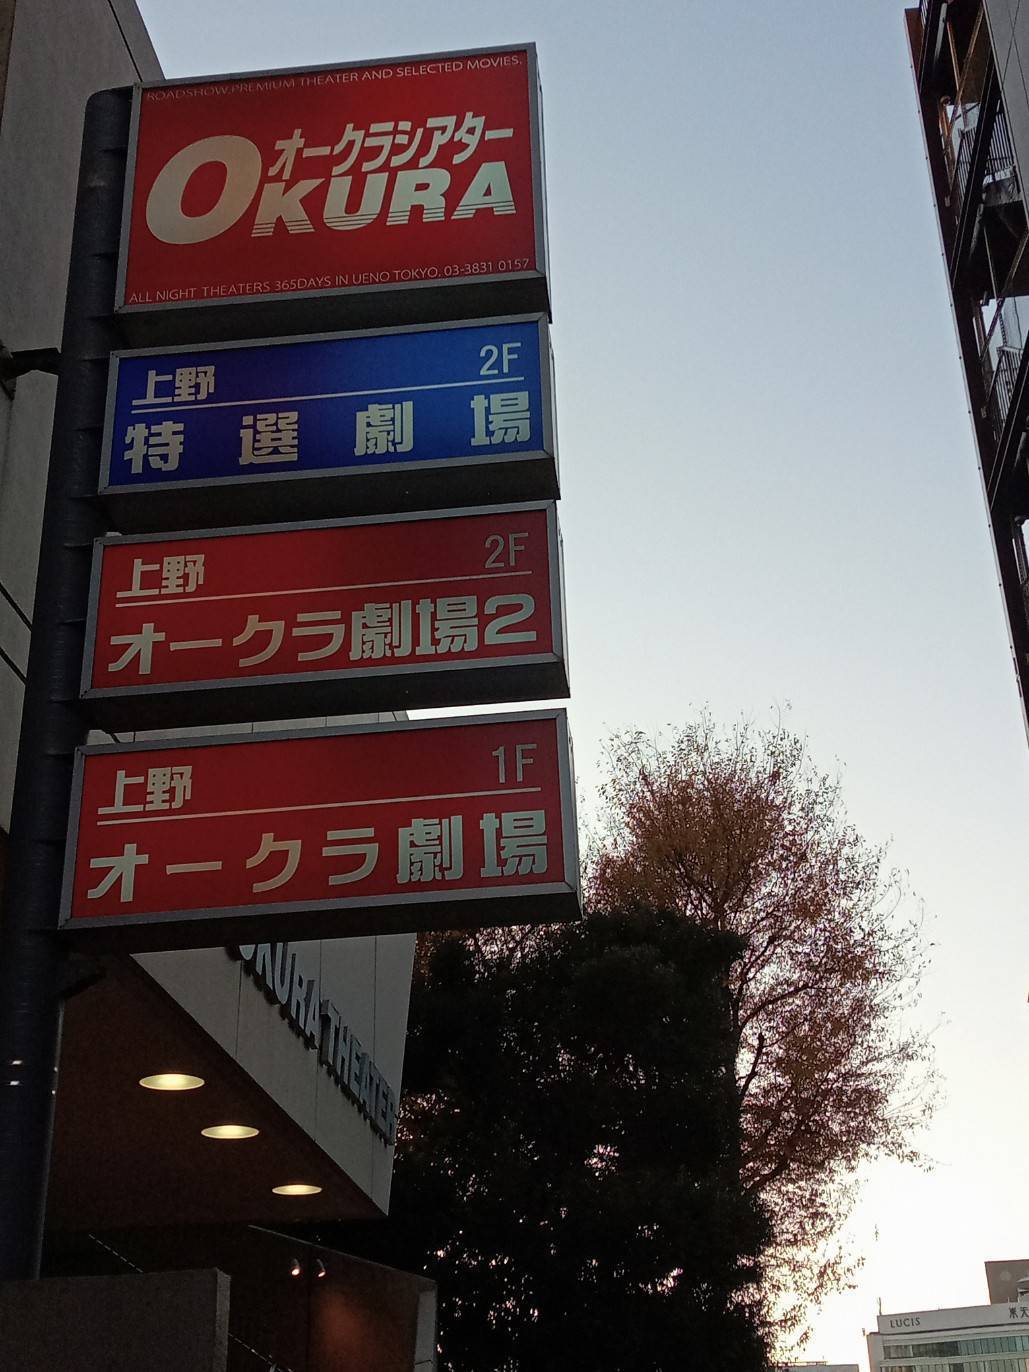 ROADSHOW,PREMIUM THEATER AND SELECTED MOVIES.
オークラシアター
OKURA
ALL NIGHT THEATERS 365DAYS IN UENO TOKYO. 03-3831 0157
上野 2F
特選劇場
上野 2F
オークラ劇場2
上野 1F
オークラ劇場
OKURA THEATER
LUCIS